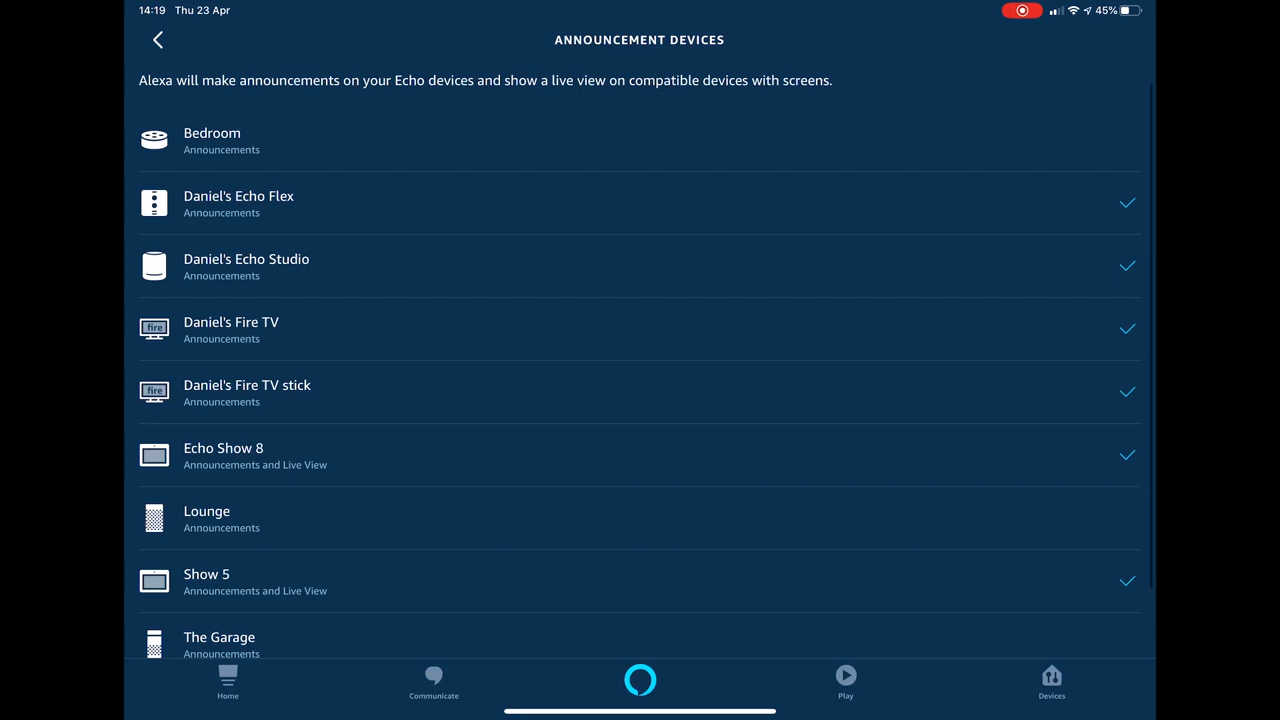 14:19 Thu 23 Apr
45%
ANNOUNCEMENT DEVICES
Alexa will make announcements on your Echo devices and show a live view on compatible devices with screens.
Bedroom
Announcements
Daniel's Echo Flex
Announcements
Daniel's Echo Studio
Announcements
fire
Daniel's Fire TV
Announcements
fire
Daniel's Fire TV stick
Announcements
Echo Show 8
Announcements and Live View
Lounge
Announcements
Show 5
Announcements and Live View
The Garage
Announcements
Home
Communicate
Play
Devices